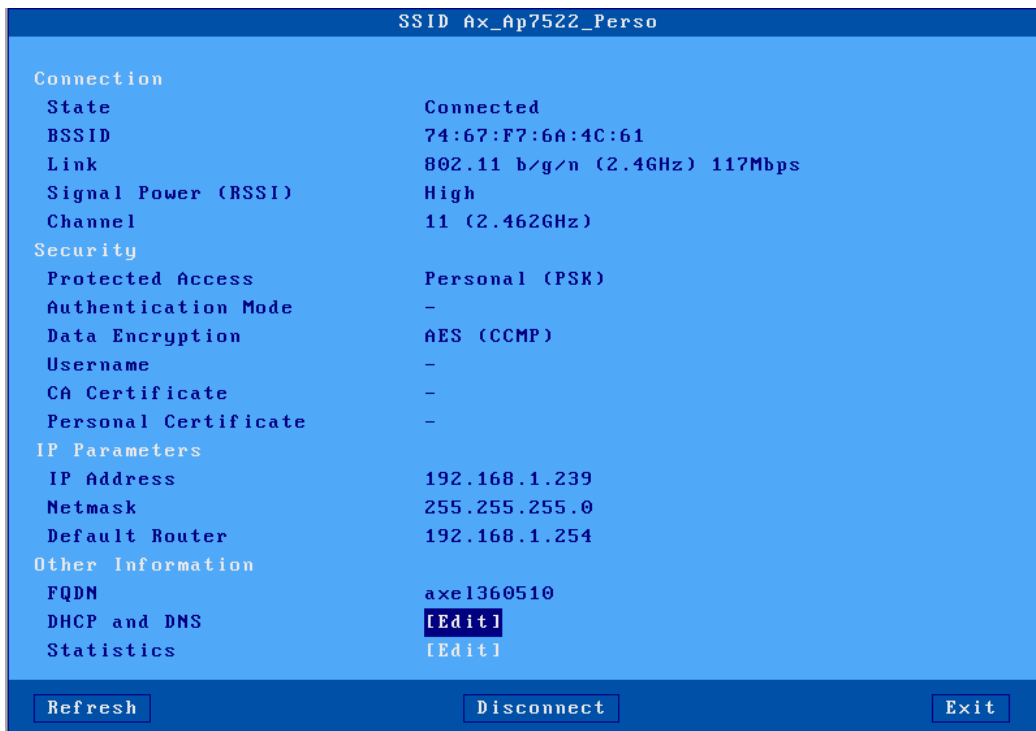 SSID Ax_Ap7522_Perso
Connection
State Connected
BSSID 74:67:F7:6A:4C:61
Link 802.11 b/g/n (2.4GHz) 117Mbps
Signal Power (RSSI) High
Channel 11 (2.462GHz)
Security
Protected Access Personal (PSK)
Authentication Mode -
Data Encryption AES (CCMP)
Username -
CA Certificate -
Personal Certificate -
IP Parameters
IP Address 192.168.1.239
Netmask 255.255.255.0
Default Router 192.168.1.254
Other Information
FQDN axel360510
DHCP and DNS [Edit]
Statistics [Edit]
Refresh Disconnect Exit